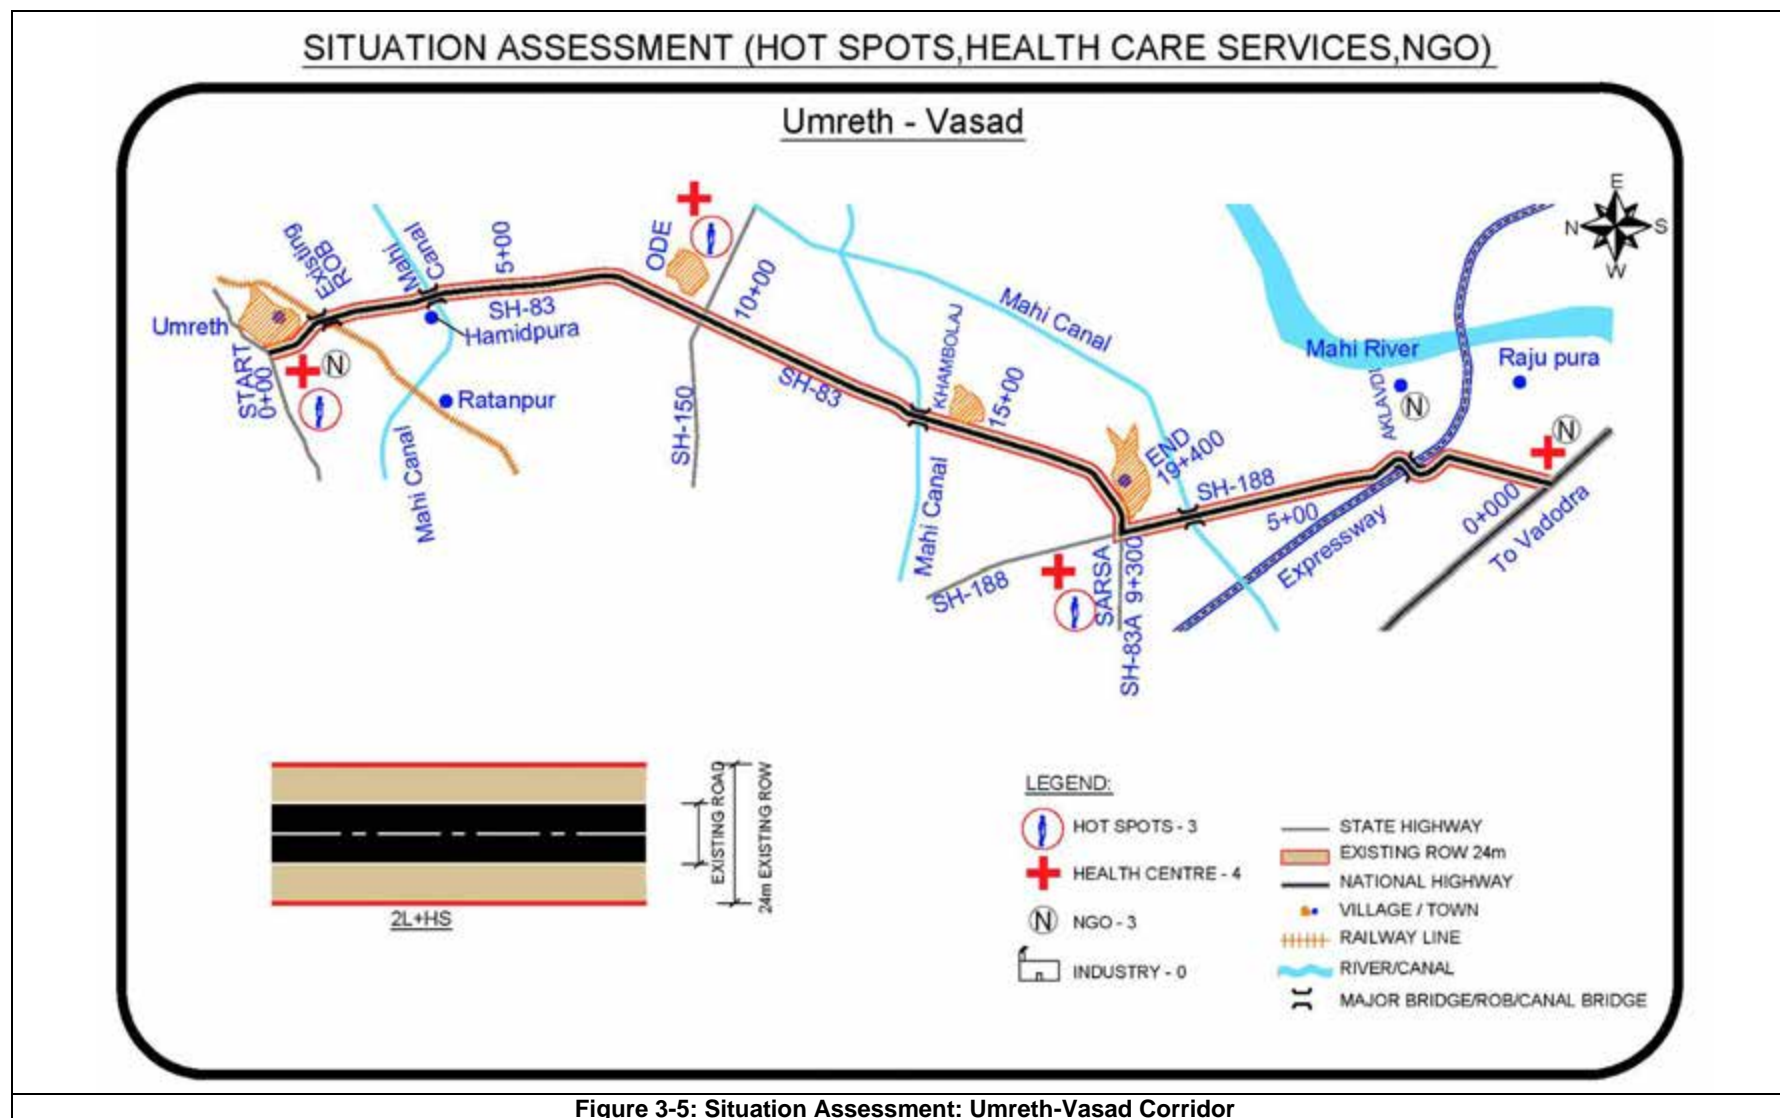 SITUATION ASSESSMENT (HOT SPOTS,HEALTH CARE SERVICES,NGO)
Umreth - Vasad
E
N
S
W
Existing
ROB
Mahi
Canal
5+00
ODE
10+00
Umreth
SH-83
Hamidpura
START
0+00
N
Ratanpur
Mahi Canal
SH-150
SH-83
KHAMBOLAJ
15+00
Mahi Canal
Mahi Canal
END
19+400
SH-188
5+00
Mahi River
AKLAVDI
N
Raju pura
N
0+000
To Vadodra
Expressway
SH-188
SARSA
SH-83A 9+300
EXISTING ROAD
24m EXISTING ROW
2L+HS
LEGEND:
HOT SPOTS - 3
HEALTH CENTRE - 4
N NGO - 3
n INDUSTRY - 0
STATE HIGHWAY
EXISTING ROW 24m
NATIONAL HIGHWAY
VILLAGE / TOWN
RAILWAY LINE
RIVER/CANAL
MAJOR BRIDGE/ROB/CANAL BRIDGE
Figure 3-5: Situation Assessment: Umreth-Vasad Corridor